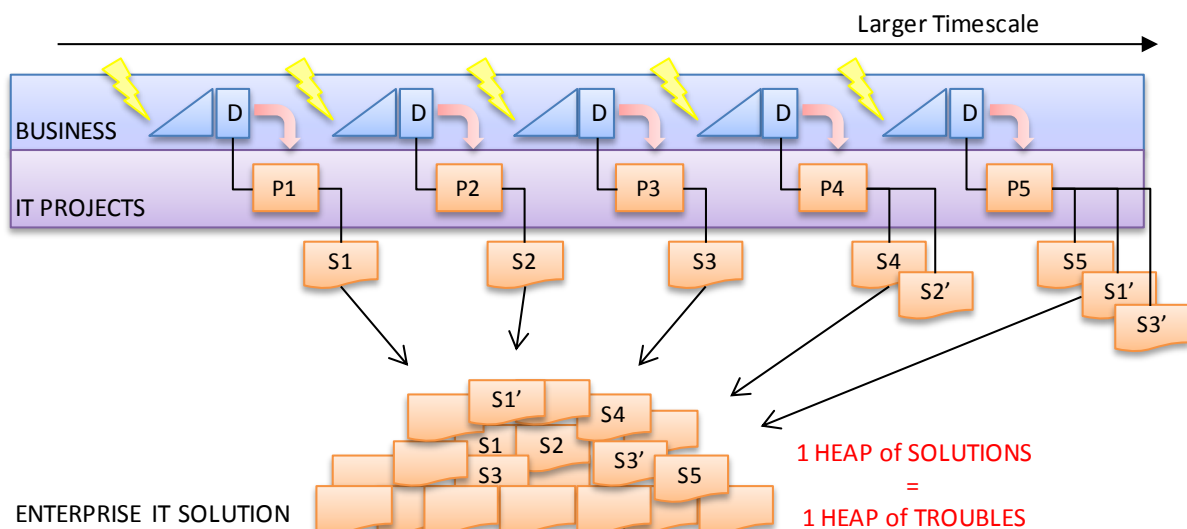 Larger Timescale
D
D
D
D
D
BUSINESS
P1
P2
P3
P4
P5
IT PROJECTS
S1
S2
S3
S4
S5
S2’
S1’
S3’
S1’
S4
S1
S2
S3’
S3
S5
1 HEAP of SOLUTIONS
=
1 HEAP of TROUBLES
ENTERPRISE IT SOLUTION